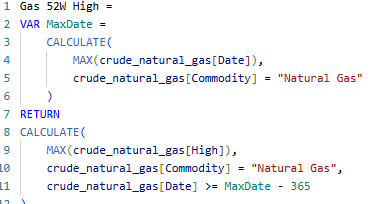 1 Gas 52W High =
2 VAR MaxDate =
3 CALCULATE(
4 MAX(crude_natural_gas[Date]),
5 crude_natural_gas[Commodity] = "Natural Gas"
6 )
7 RETURN
8 CALCULATE(
9 MAX(crude_natural_gas[High]),
10 crude_natural_gas[Commodity] = "Natural Gas",
11 crude_natural_gas[Date] >= MaxDate - 365
12 )